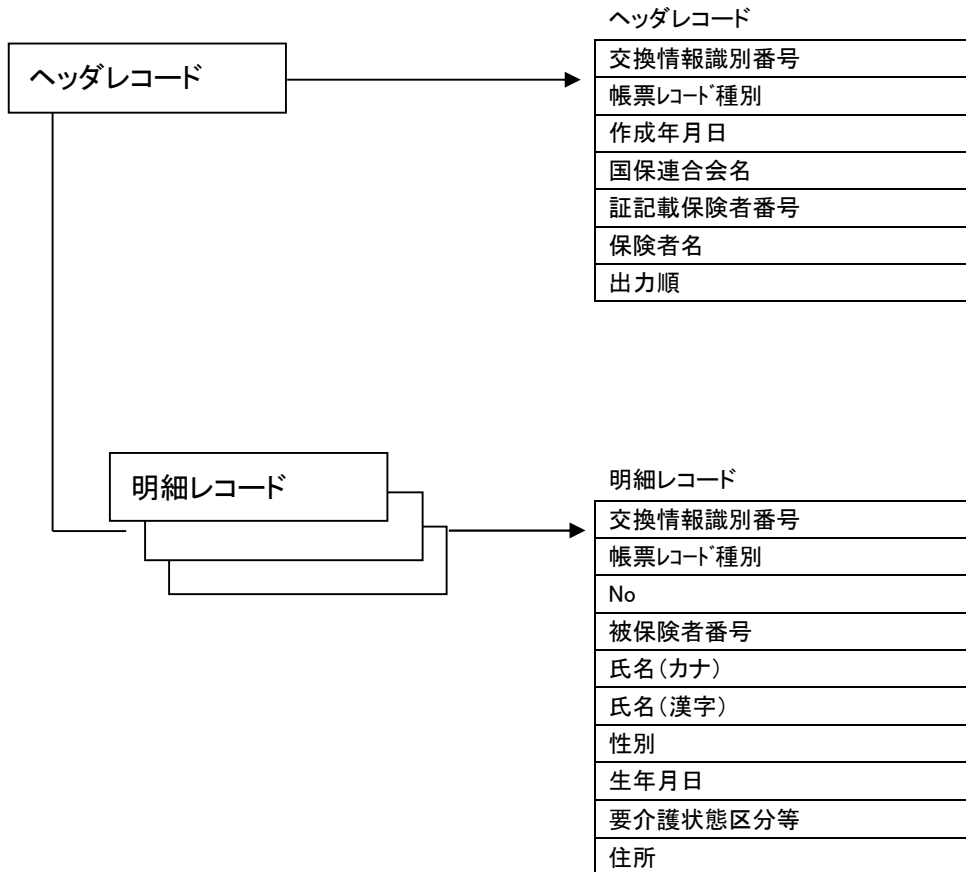 ヘッダレコード
ヘッダレコード
交換情報識別番号
帳票ﾚｺｰﾄﾞ種別
作成年月日
国保連合会名
証記載保険者番号
保険者名
出力順
明細レコード
明細レコード
交換情報識別番号
帳票ﾚｺｰﾄﾞ種別
No
被保険者番号
氏名（カナ）
氏名（漢字）
性別
生年月日
要介護状態区分等
住所